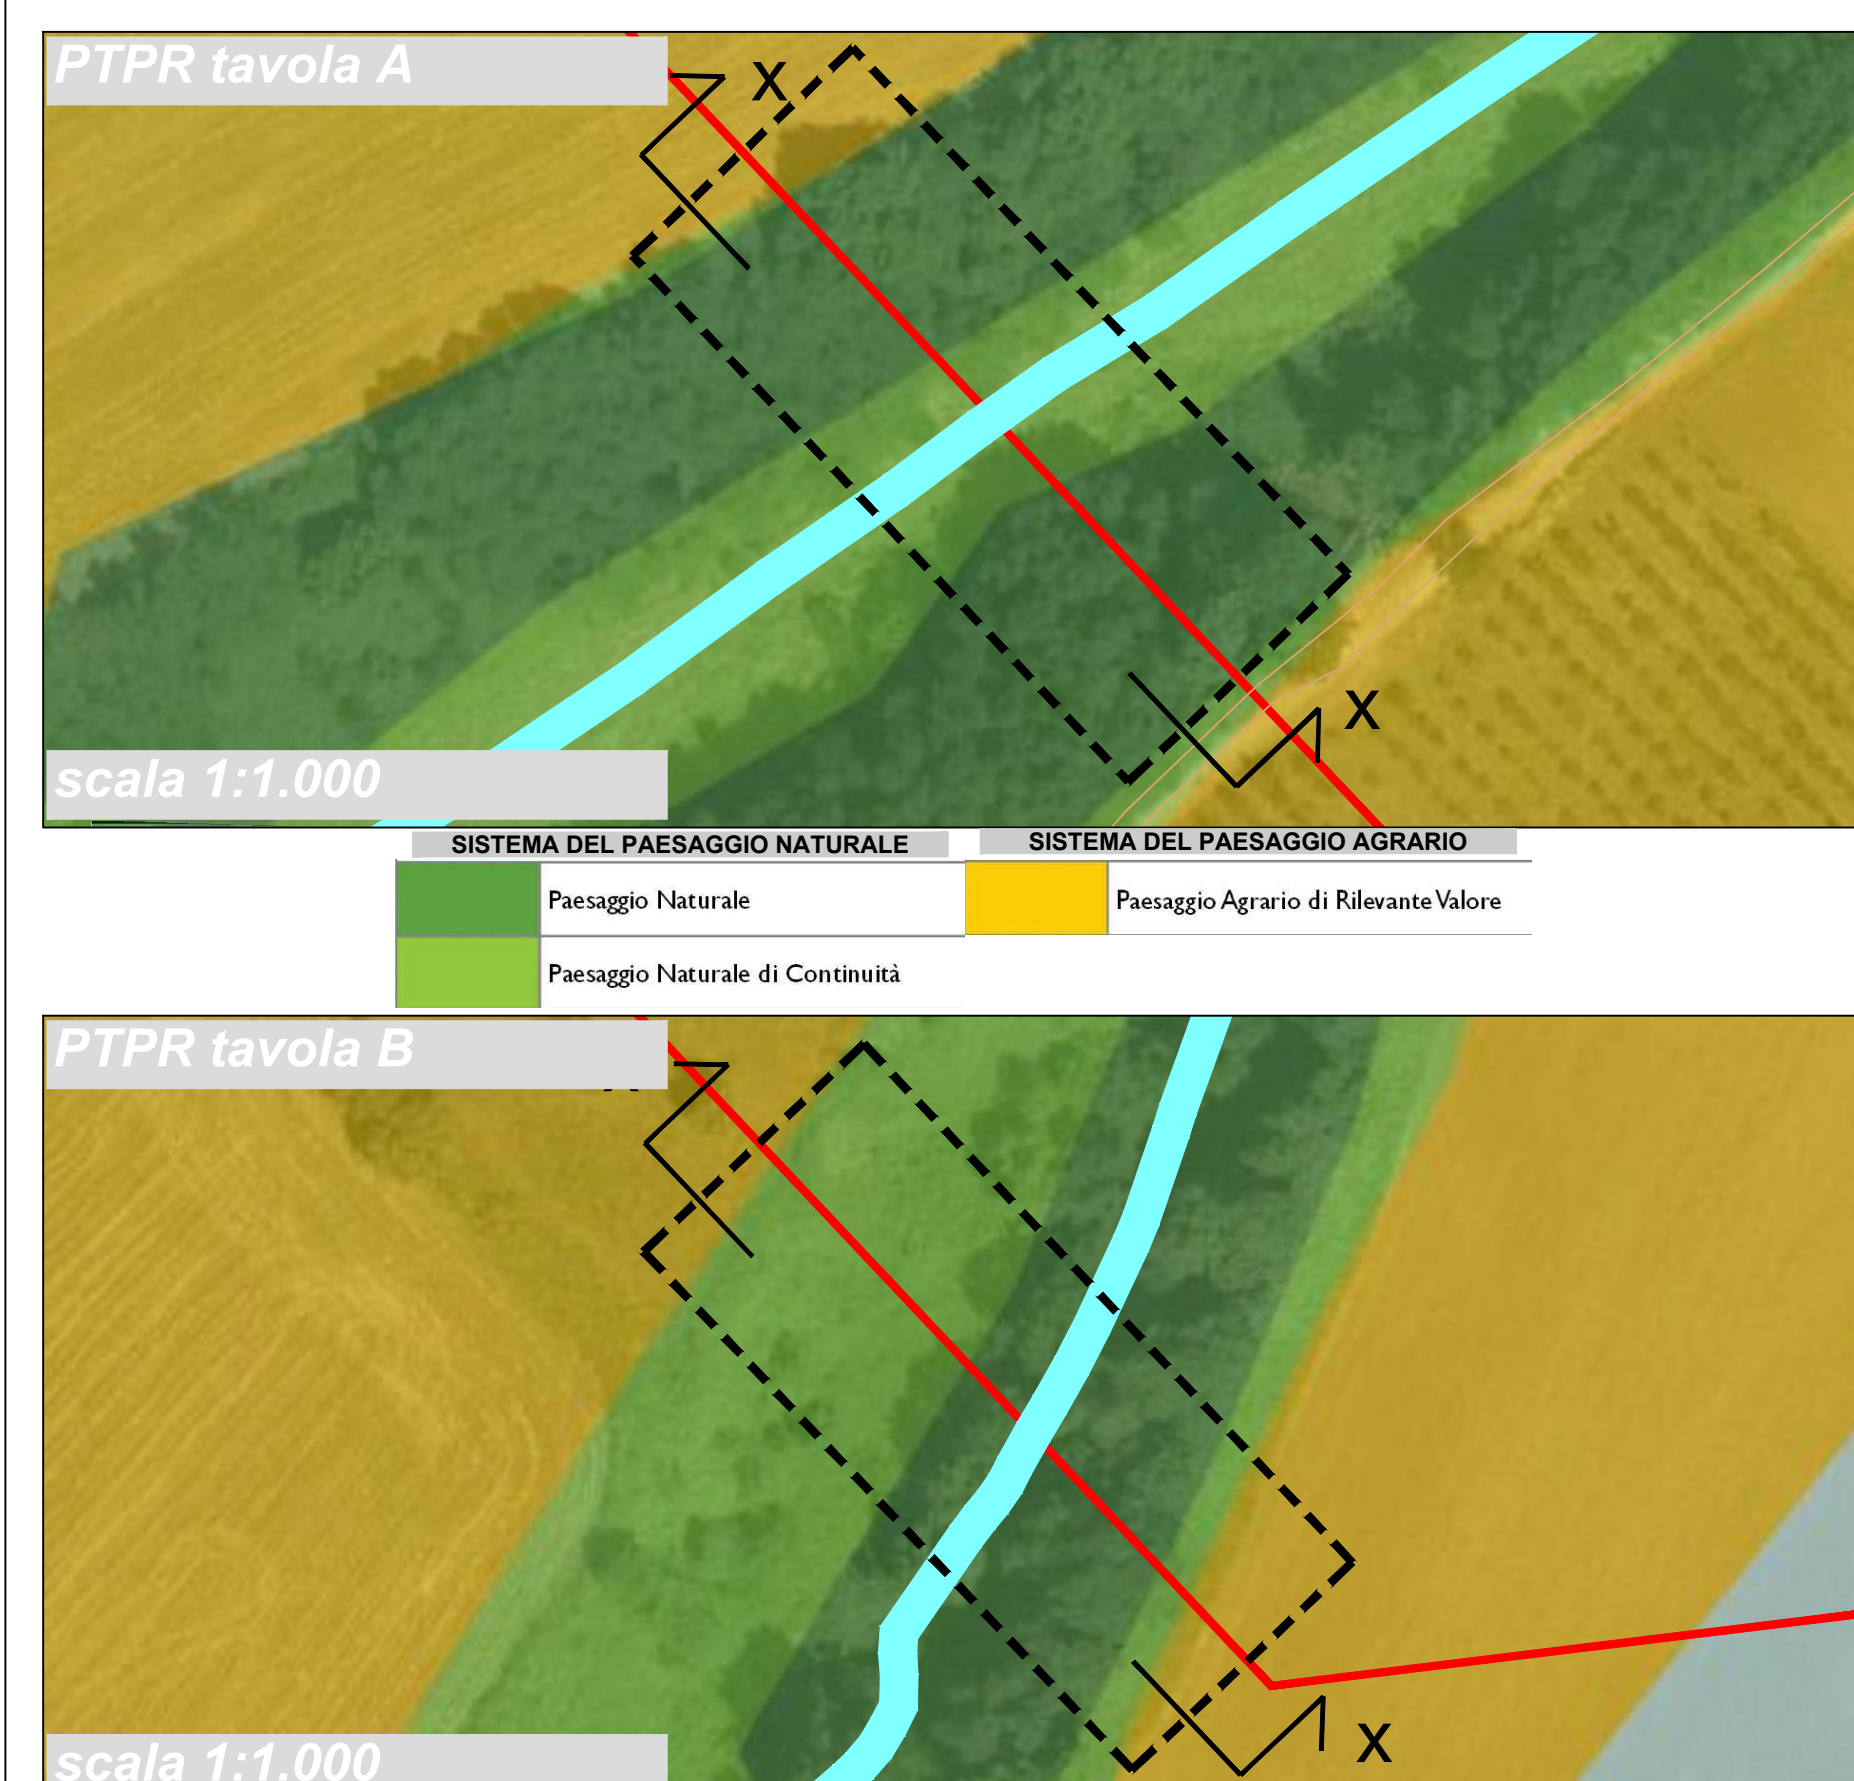 PTPR tavola A
X
X
scala 1:1.000
SISTEMA DEL PAESAGGIO NATURALE
SISTEMA DEL PAESAGGIO AGRARIO
Paesaggio Naturale
Paesaggio Agrario di Rilevante Valore
Paesaggio Naturale di Continuità
PTPR tavola B
X
scala 1:1.000